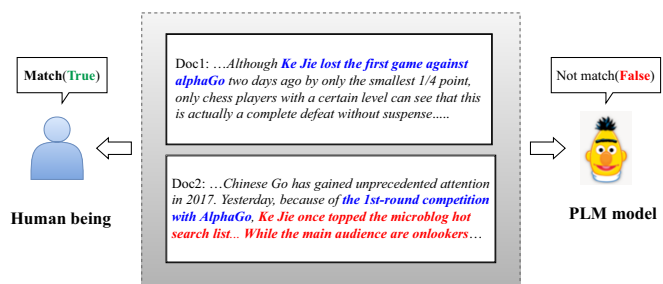 Match(True)
Human being
Doc1: …Although Ke Jie lost the first game against
alphaGo two days ago by only the smallest 1/4 point,
only chess players with a certain level can see that this
is actually a complete defeat without suspense…..
Doc2: …Chinese Go has gained unprecedented attention
in 2017. Yesterday, because of the 1st-round competition
with AlphaGo, Ke Jie once topped the microblog hot
search list... While the main audience are onlookers…
Not match(False)
PLM model